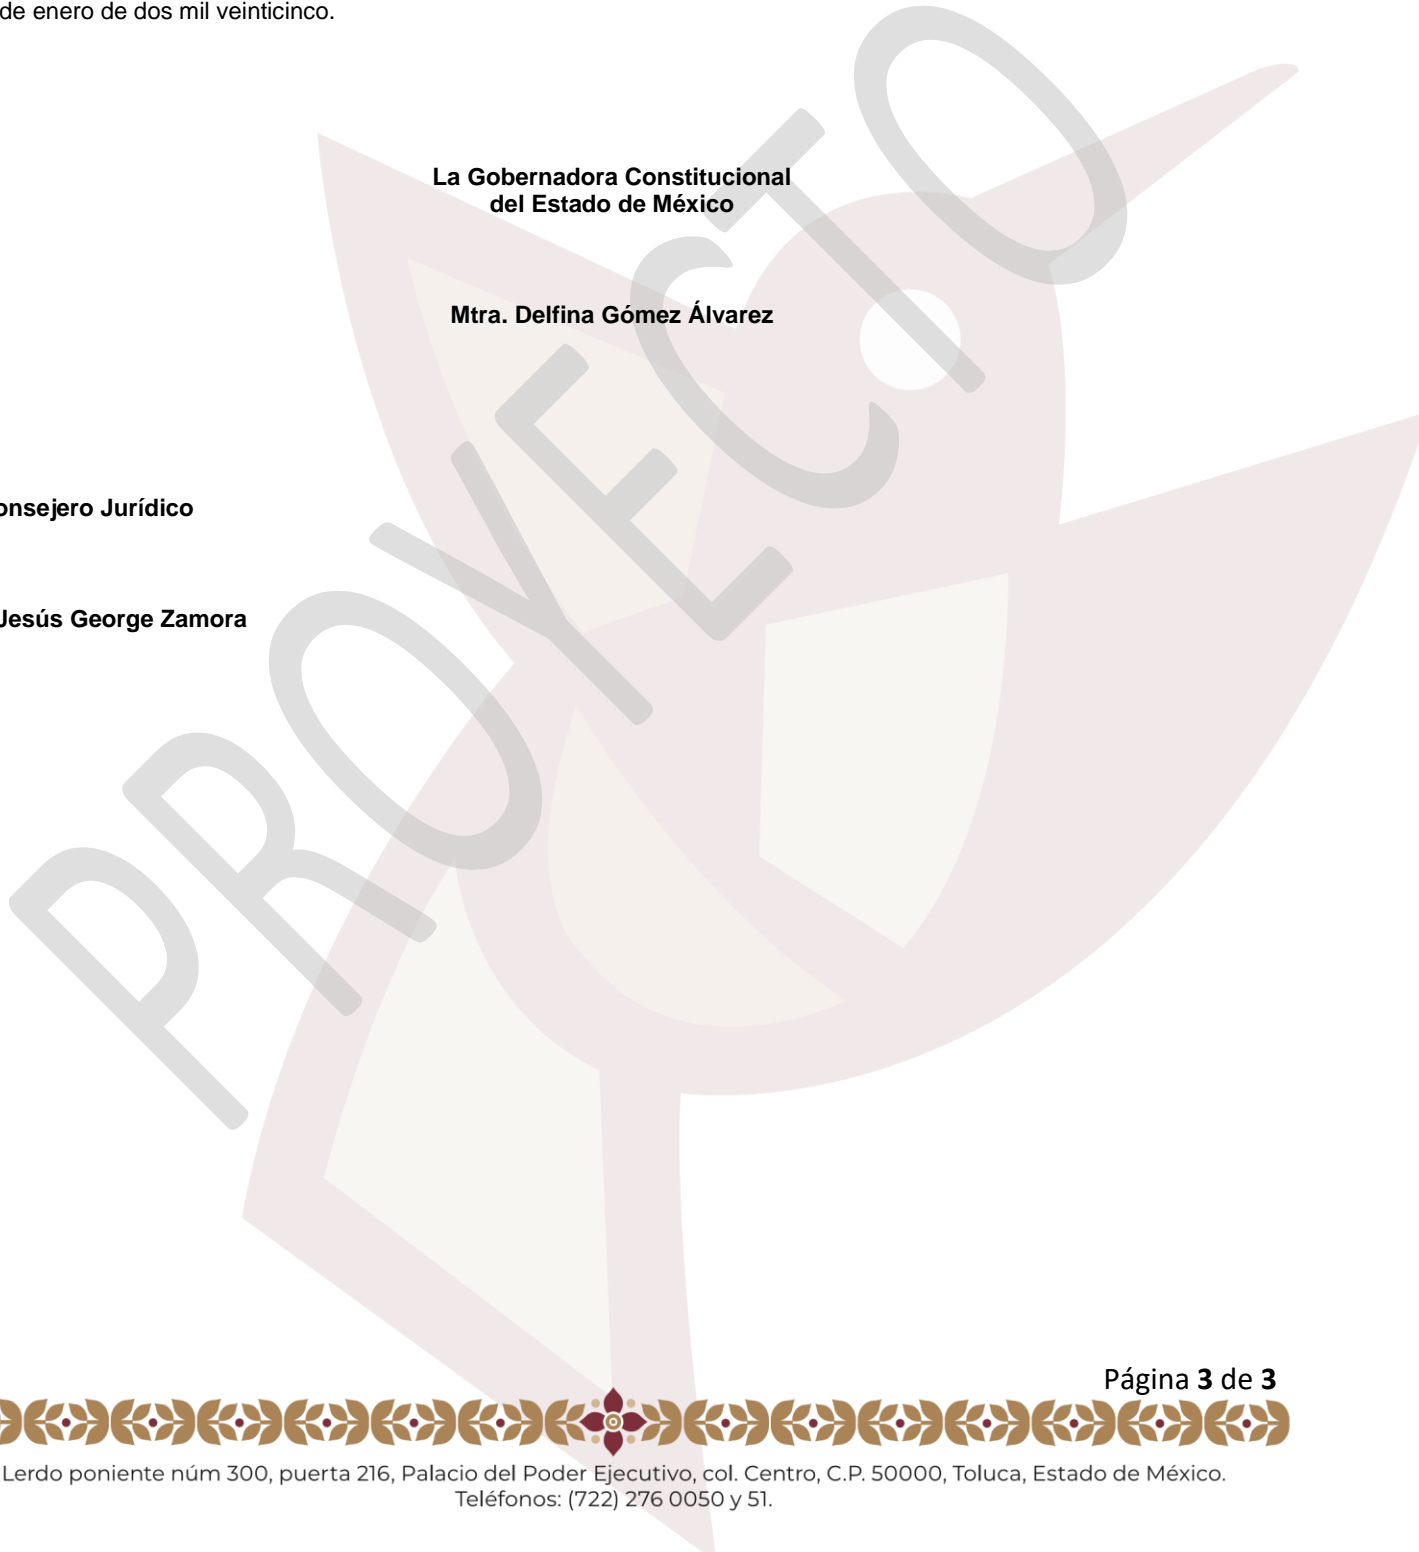 de enero de dos mil veinticinco.
La Gobernadora Constitucional
del Estado de México
Mtra. Delfina Gómez Álvarez
onsejero Jurídico
Jesús George Zamora
PROYECTO
Página 3 de 3
Lerdo poniente núm 300, puerta 216, Palacio del Poder Ejecutivo, col. Centro, C.P. 50000, Toluca, Estado de México.
Teléfonos: (722) 276 0050 y 51.